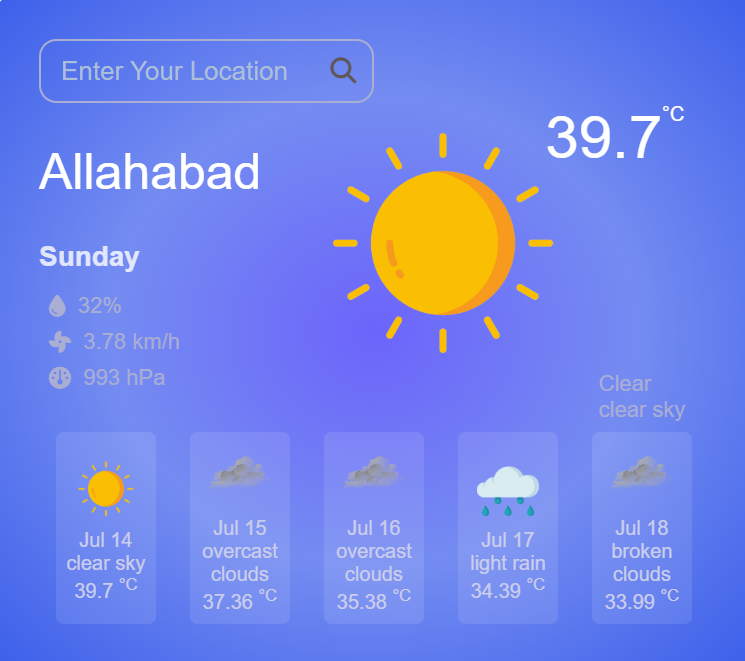 Enter Your Location
39.7 °C
Allahabad
Sunday
32%
3.78 km/h
993 hPa
Clear
clear sky
Jul 14
clear sky
39.7 °C
Jul 15
overcast
clouds
37.36 °C
Jul 16
overcast
clouds
35.38 °C
Jul 17
light rain
34.39 °C
Jul 18
broken
clouds
33.99 °C